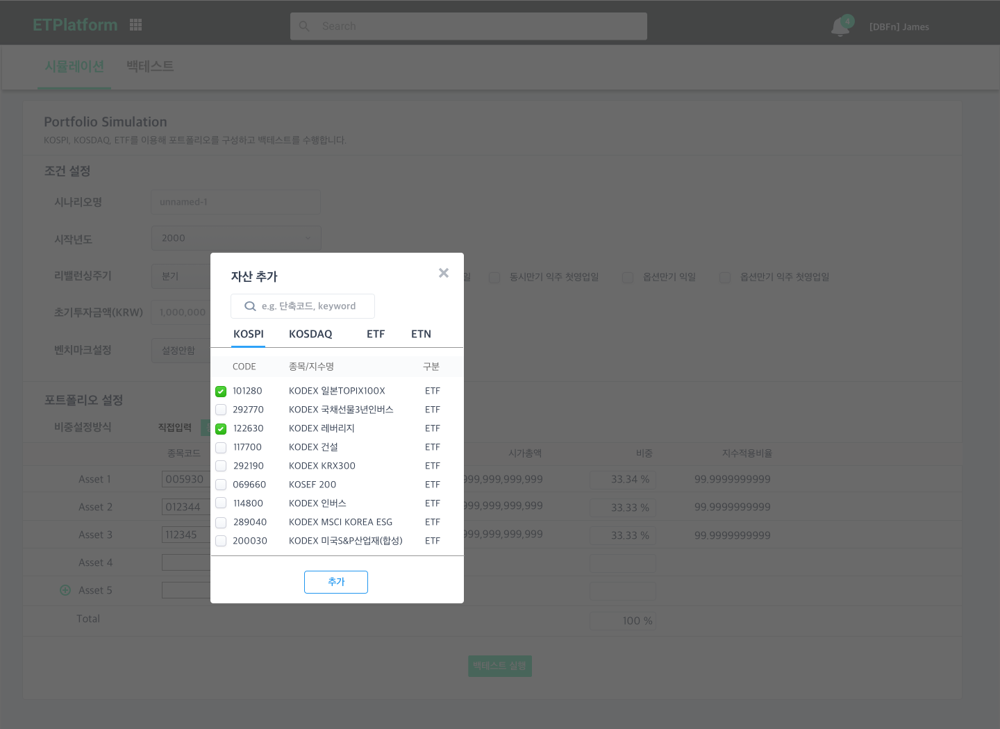 ETPlatform
Search
4
[DBFn] James
시뮬레이션 백테스트
Portfolio Simulation
KOSPI, KOSDAQ, ETF를 이용해 포트폴리오를 구성하고 백테스트를 수행합니다.
조건 설정
시나리오명 unnamed-1
시작년도 2000
리밸런싱주기 분기 일 동시만기 익주 첫영업일 옵션만기 익일 옵션만기 익주 첫영업일
초기투자금액(KRW) 1,000,000
벤치마크설정 설정안함
포트폴리오 설정
비중설정방식 직접입력
종목코드 시가총액 비중 지수적용비율
Asset 1 005930 999,999,999,999 33.34 % 99.9999999999
Asset 2 012344 33.33 % 99.9999999999
Asset 3 112345 999,999,999,999 33.33 % 99.9999999999
Asset 4
Asset 5
Total 100 %
백테스트 실행
자산 추가
e.g. 단축코드, keyword
KOSPI KOSDAQ ETF ETN
CODE 종목/지수명 구분
101280 KODEX 일본TOPIX100X ETF
292770 KODEX 국채선물3년인버스 ETF
122630 KODEX 레버리지 ETF
117700 KODEX 건설 ETF
292190 KODEX KRX300 ETF
069660 KOSEF 200 ETF
114800 KODEX 인버스 ETF
289040 KODEX MSCI KOREA ESG ETF
200030 KODEX 미국S&P산업재(합성) ETF
추가